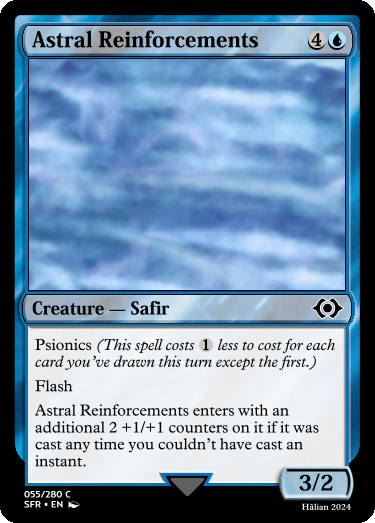 Astral Reinforcements 4
Creature — Safir
Psionics (This spell costs 1 less to cost for each
card you've drawn this turn except the first.)
Flash
Astral Reinforcements enters with an
additional 2 +1/+1 counters on it if it was
cast any time you couldn't have cast an
instant.
3/2
055/280 C
SFR • EN
Hālian 2024